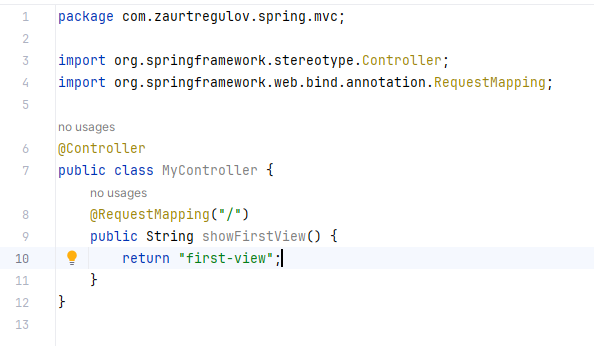 1 package com.zaurtregulov.spring.mvc;
2
3 import org.springframework.stereotype.Controller;
4 import org.springframework.web.bind.annotation.RequestMapping;
5
no usages
6 @Controller
7 public class MyController {
no usages
8 @RequestMapping("/")
9 public String showFirstView() {
10 return "first-view";
11 }
12 }
13